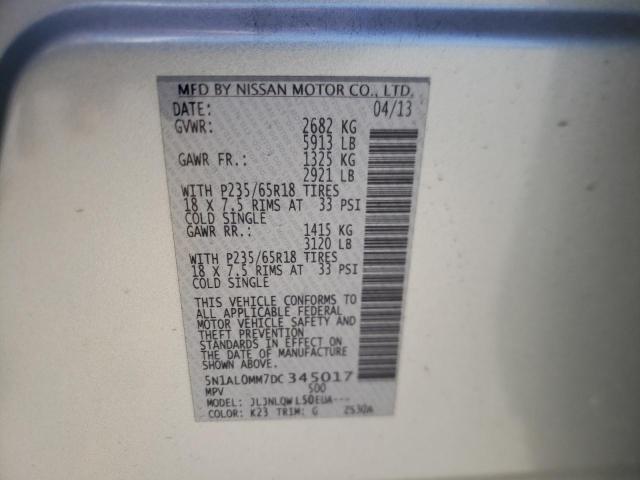 MFD BY NISSAN MOTOR CO., LTD.
DATE: 04/13
GVWR: 2682 KG
5913 LB
GAWR FR.: 1325 KG
2921 LB
WITH P235/65R18 TIRES
18 X 7.5 RIMS AT 33 PSI
COLD SINGLE
GAWR RR.: 1415 KG
3120 LB
WITH P235/65R18 TIRES
18 X 7.5 RIMS AT 33 PSI
COLD SINGLE
THIS VEHICLE CONFORMS TO
ALL APPLICABLE FEDERAL
MOTOR VEHICLE SAFETY AND
THEFT PREVENTION
STANDARDS IN EFFECT ON
THE DATE OF MANUFACTURE
SHOWN ABOVE.
5N1AL0MM7DC345017
MPV 500
MODEL: JL3NLQWL50EUA---
COLOR: K23 TRIM: G 2530A